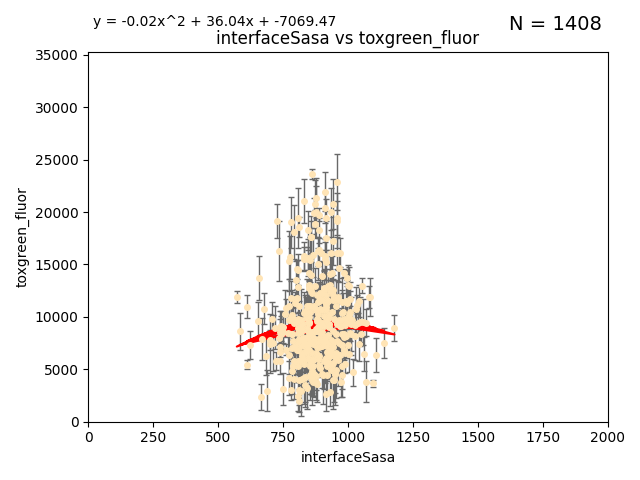 y = -0.02x^2 + 36.04x + -7069.47
N = 1408
interfaceSasa vs toxgreen_fluor
35000
30000
25000
20000
15000
10000
5000
0
toxgreen_fluor
0 250 500 750 1000 1250 1500 1750 2000
interfaceSasa